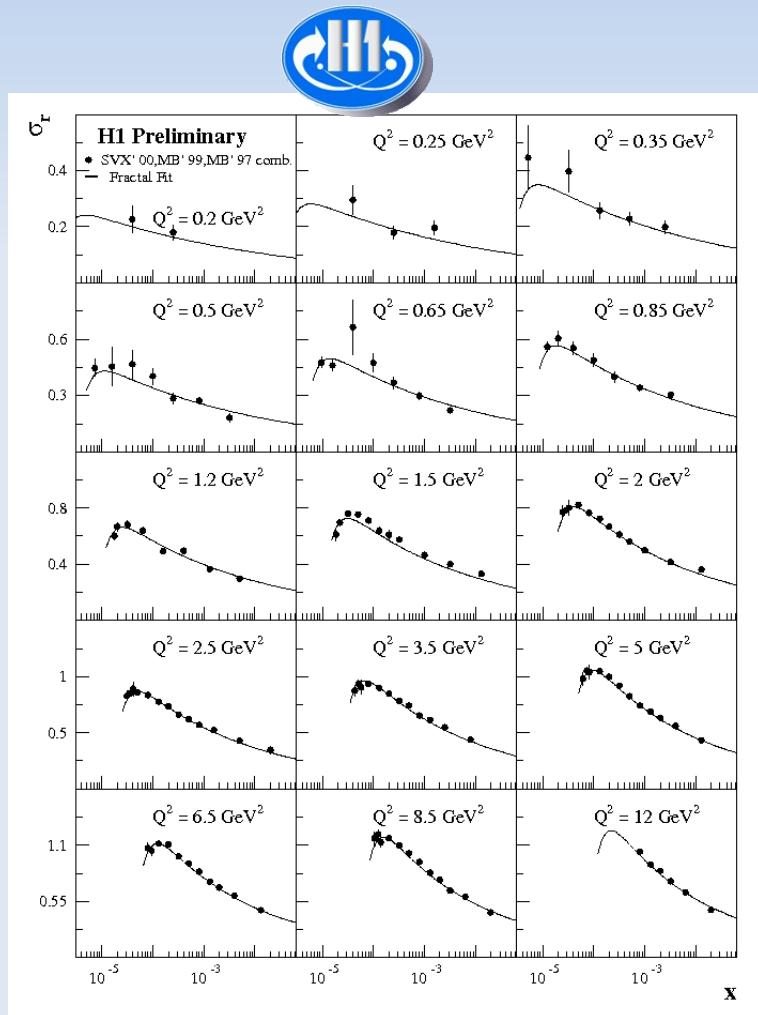 H1
σr
H1 Preliminary
SVX' 00,MB' 99,MB' 97 comb.
Fractal Fit
Q² = 0.2 GeV²
Q² = 0.25 GeV²
Q² = 0.35 GeV²
0.4
0.2
Q² = 0.5 GeV²
Q² = 0.65 GeV²
Q² = 0.85 GeV²
0.6
0.3
Q² = 1.2 GeV²
Q² = 1.5 GeV²
Q² = 2 GeV²
0.8
0.4
Q² = 2.5 GeV²
Q² = 3.5 GeV²
Q² = 5 GeV²
1
0.5
Q² = 6.5 GeV²
Q² = 8.5 GeV²
Q² = 12 GeV²
1.1
0.55
10⁻⁵ 10⁻³ 10⁻⁵ 10⁻³ 10⁻⁵ 10⁻³
x